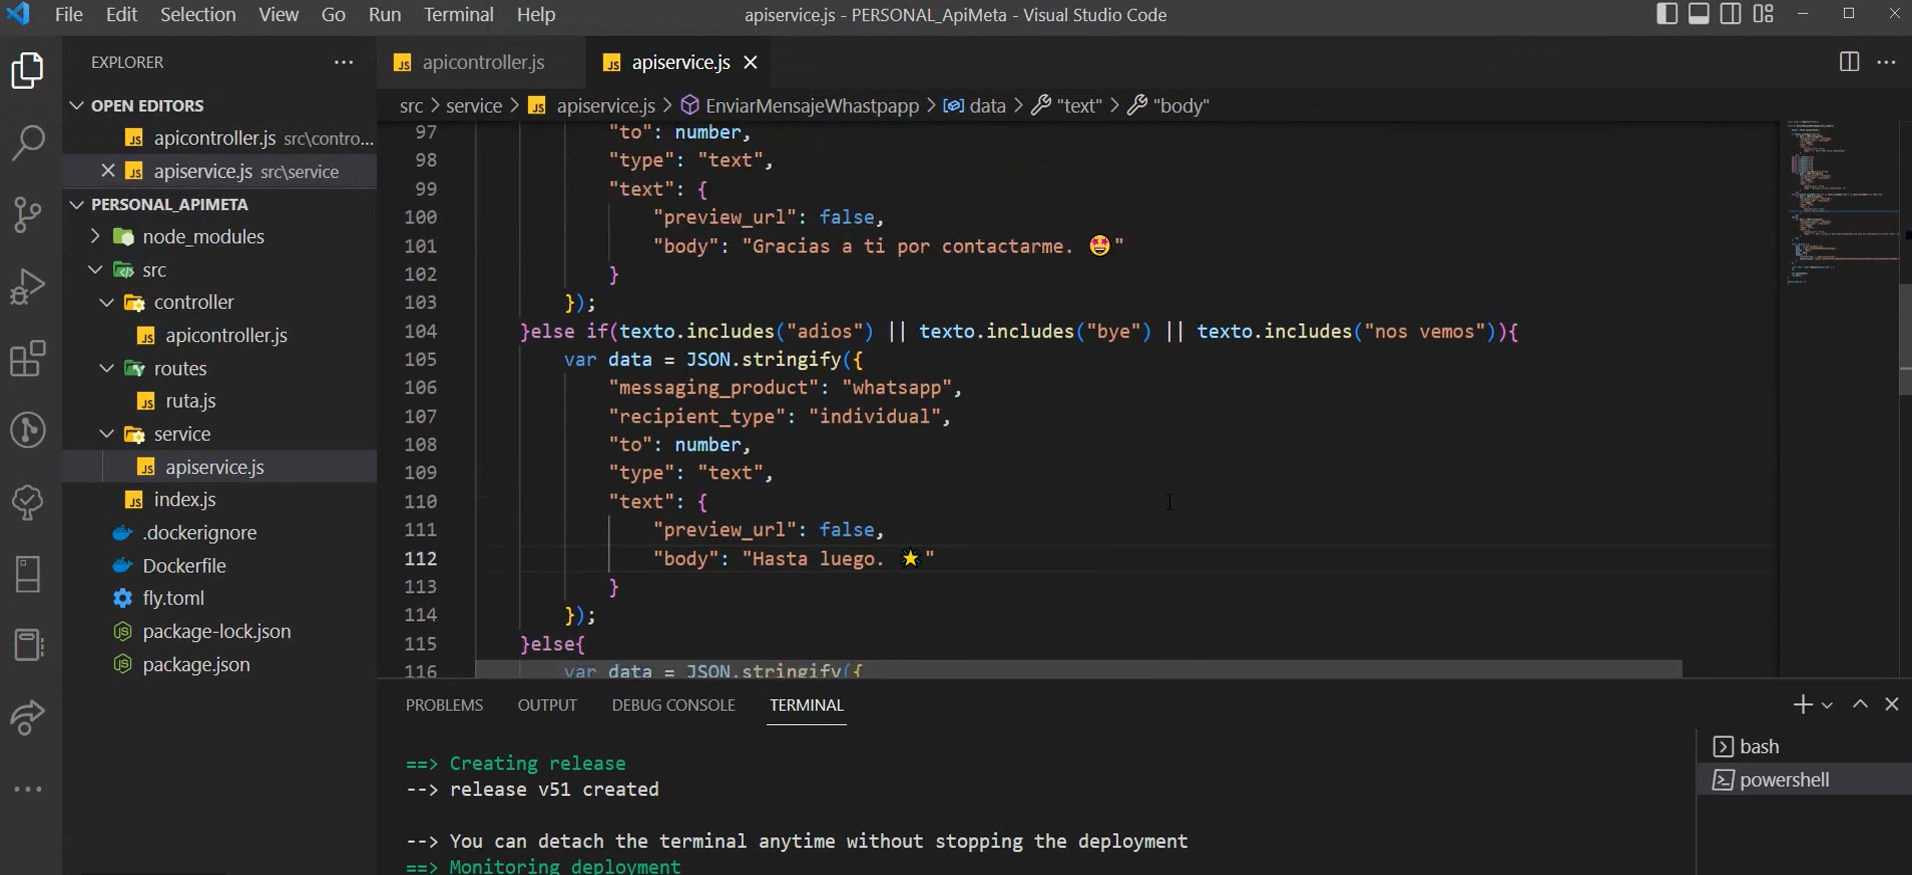 File Edit Selection View Go Run Terminal Help apiservice.js - PERSONAL_ApiMeta - Visual Studio Code
EXPLORER
OPEN EDITORS
apicontroller.js src\contro...
apiservice.js src\service
PERSONAL_APIMETA
node_modules
src
controller
apicontroller.js
routes
ruta.js
service
apiservice.js
index.js
.dockerignore
Dockerfile
fly.toml
package-lock.json
package.json
apicontroller.js apiservice.js
src > service > apiservice.js > EnviarMensajeWhastpapp > data > "text" > "body"
97 "to": number,
98 "type": "text",
99 "text": {
100 "preview_url": false,
101 "body": "Gracias a ti por contactarme. 🤩"
102 }
103 });
104 }else if(texto.includes("adios") || texto.includes("bye") || texto.includes("nos vemos")){
105 var data = JSON.stringify({
106 "messaging_product": "whatsapp",
107 "recipient_type": "individual",
108 "to": number,
109 "type": "text",
110 "text": {
111 "preview_url": false,
112 "body": "Hasta luego. 🌟"
113 }
114 });
115 }else{
116 var data = JSON.stringify({
PROBLEMS OUTPUT DEBUG CONSOLE TERMINAL
==> Creating release
--> release v51 created
--> You can detach the terminal anytime without stopping the deployment
==> Monitoring deployment
bash
powershell